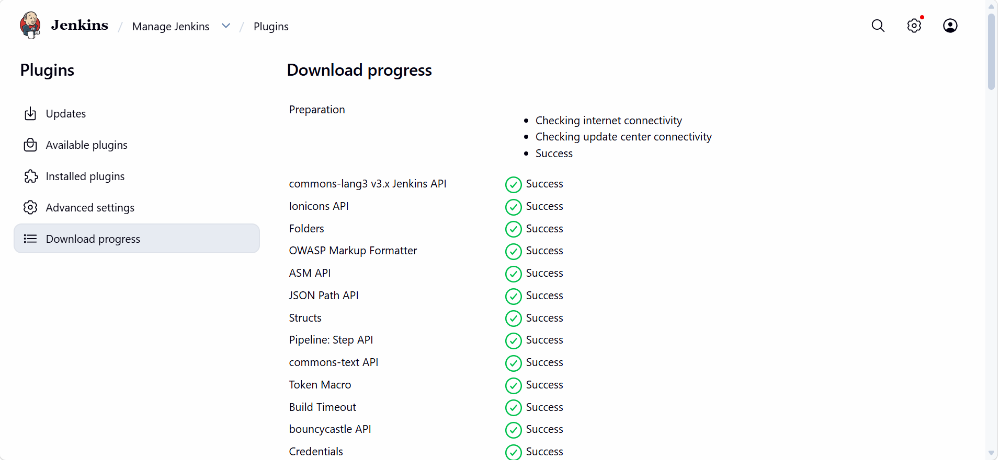 Jenkins / Manage Jenkins / Plugins
Plugins
Updates
Available plugins
Installed plugins
Advanced settings
Download progress
Download progress
Preparation
• Checking internet connectivity
• Checking update center connectivity
• Success
commons-lang3 v3.x Jenkins API Success
Ionicons API Success
Folders Success
OWASP Markup Formatter Success
ASM API Success
JSON Path API Success
Structs Success
Pipeline: Step API Success
commons-text API Success
Token Macro Success
Build Timeout Success
bouncycastle API Success
Credentials Success